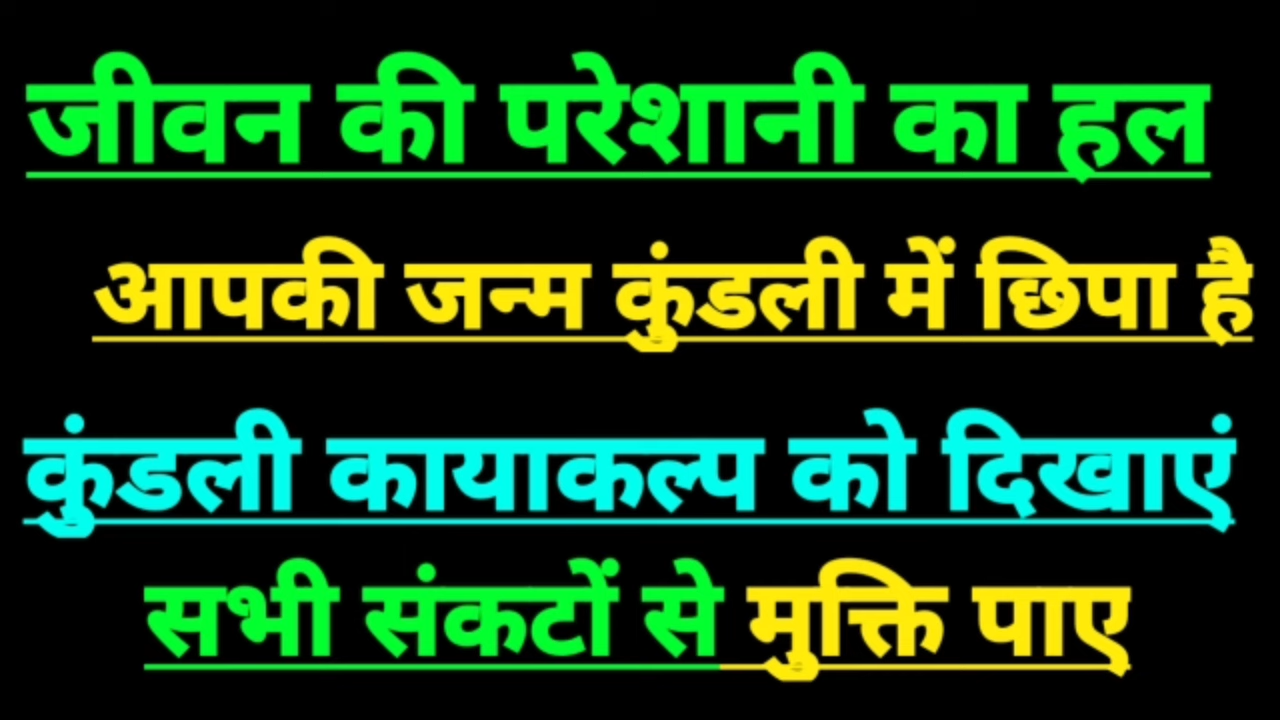 जीवन की परेशानी का हल
आपकी जन्म कुंडली में छिपा है
कुंडली कायाकल्प को दिखाएं
सभी संकटों से मुक्ति पाए